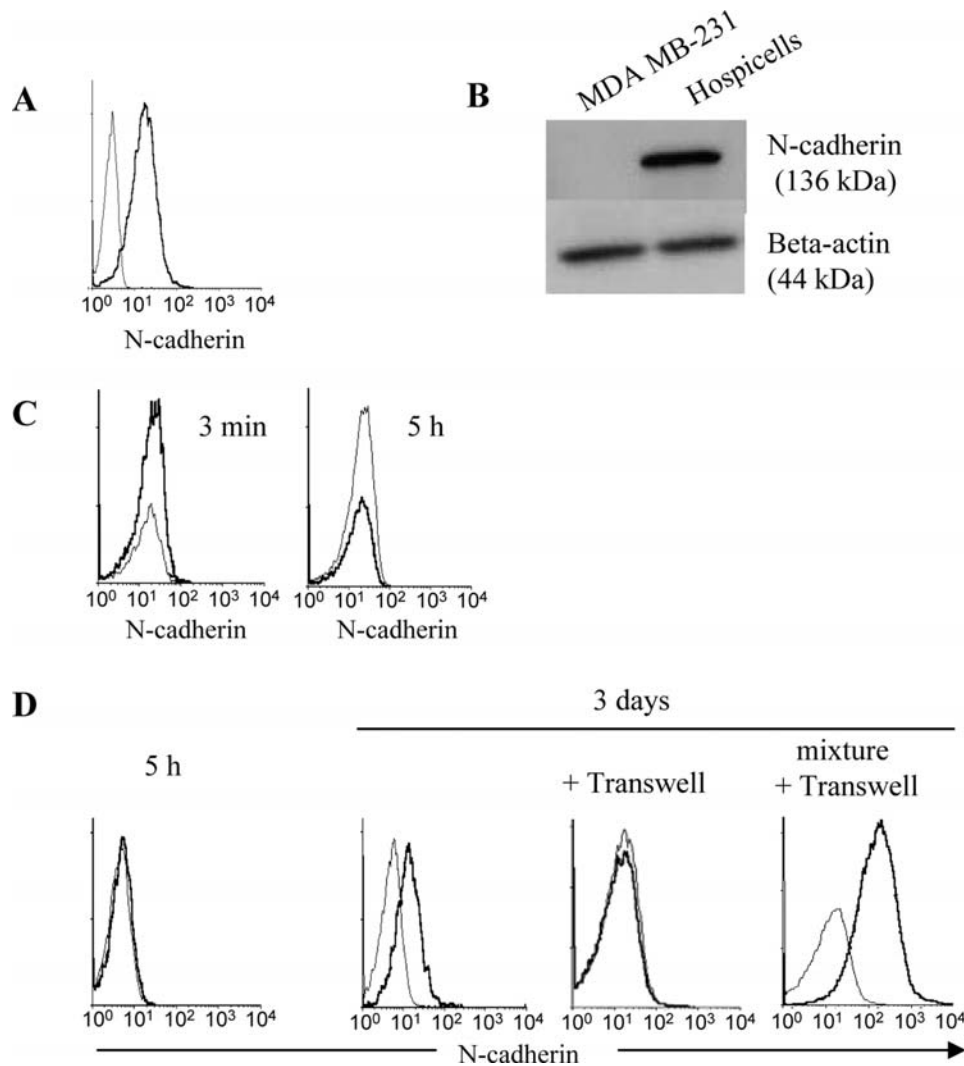 A
10⁰ 10¹ 10² 10³ 10⁴
N-cadherin
B
MDA MB-231
Hospicells
N-cadherin
(136 kDa)
Beta-actin
(44 kDa)
C
3 min
10⁰ 10¹ 10² 10³ 10⁴
N-cadherin
5 h
10⁰ 10¹ 10² 10³ 10⁴
N-cadherin
D
3 days
5 h
+ Transwell
mixture
+ Transwell
10⁰ 10¹ 10² 10³ 10⁴
10⁰ 10¹ 10² 10³ 10⁴
10⁰ 10¹ 10² 10³ 10⁴
10⁰ 10¹ 10² 10³ 10⁴
N-cadherin